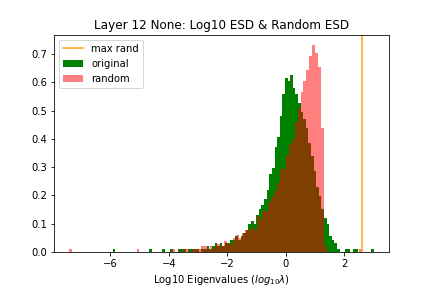 Layer 12 None: Log10 ESD & Random ESD
max rand
original
random
0.7
0.6
0.5
0.4
0.3
0.2
0.1
0.0
−6 −4 −2 0 2
Log10 Eigenvalues (log₁₀λ)